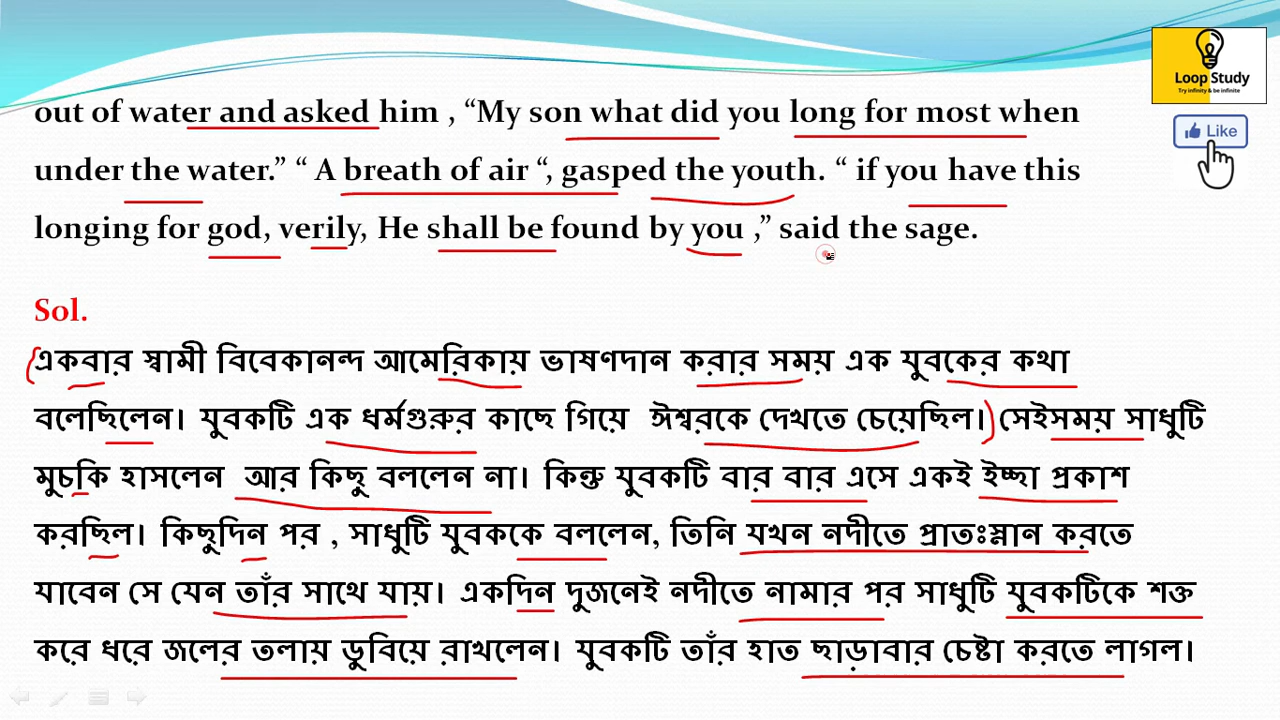 out of water and asked him , “My son what did you long for most when
under the water.” “ A breath of air “, gasped the youth. “ if you have this
longing for god, verily, He shall be found by you ,” said the sage.
Loop Study
Try infinity & be infinite
Like
Sol.
একবার স্বামী বিবেকানন্দ আমেরিকায় ভাষণদান করার সময় এক যুবকের কথা
বলেছিলেন। যুবকটি এক ধর্মগুরুর কাছে গিয়ে ঈশ্বরকে দেখতে চেয়েছিল। সেইসময় সাধুটি
মুচকি হাসলেন আর কিছু বললেন না। কিন্তু যুবকটি বার বার এসে একই ইচ্ছা প্রকাশ
করছিল। কিছুদিন পর , সাধুটি যুবককে বললেন, তিনি যখন নদীতে প্রাতঃস্নান করতে
যাবেন সে যেন তাঁর সাথে যায়। একদিন দুজনেই নদীতে নামার পর সাধুটি যুবকটিকে শক্ত
করে ধরে জলের তলায় ডুবিয়ে রাখলেন। যুবকটি তাঁর হাত ছাড়াবার চেষ্টা করতে লাগল।